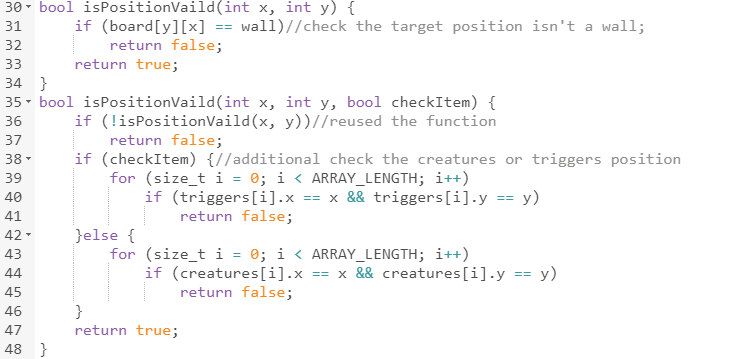 30 bool isPositionVaild(int x, int y) {
31     if (board[y][x] == wall)//check the target position isn't a wall;
32         return false;
33     return true;
34 }
35 bool isPositionVaild(int x, int y, bool checkItem) {
36     if (!isPositionVaild(x, y))//reused the function
37         return false;
38     if (checkItem) {//additional check the creatures or triggers position
39         for (size_t i = 0; i < ARRAY_LENGTH; i++)
40             if (triggers[i].x == x && triggers[i].y == y)
41                 return false;
42     }else {
43         for (size_t i = 0; i < ARRAY_LENGTH; i++)
44             if (creatures[i].x == x && creatures[i].y == y)
45                 return false;
46     }
47     return true;
48 }